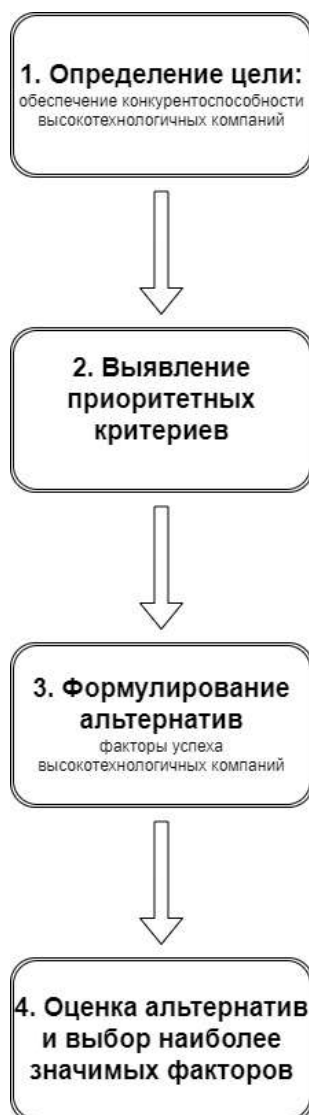 1. Определение цели:
обеспечение конкурентоспособности
высокотехнологичных компаний
2. Выявление
приоритетных
критериев
3. Формулирование
альтернатив
факторы успеха
высокотехнологичных компаний
4. Оценка альтернатив
и выбор наиболее
значимых факторов